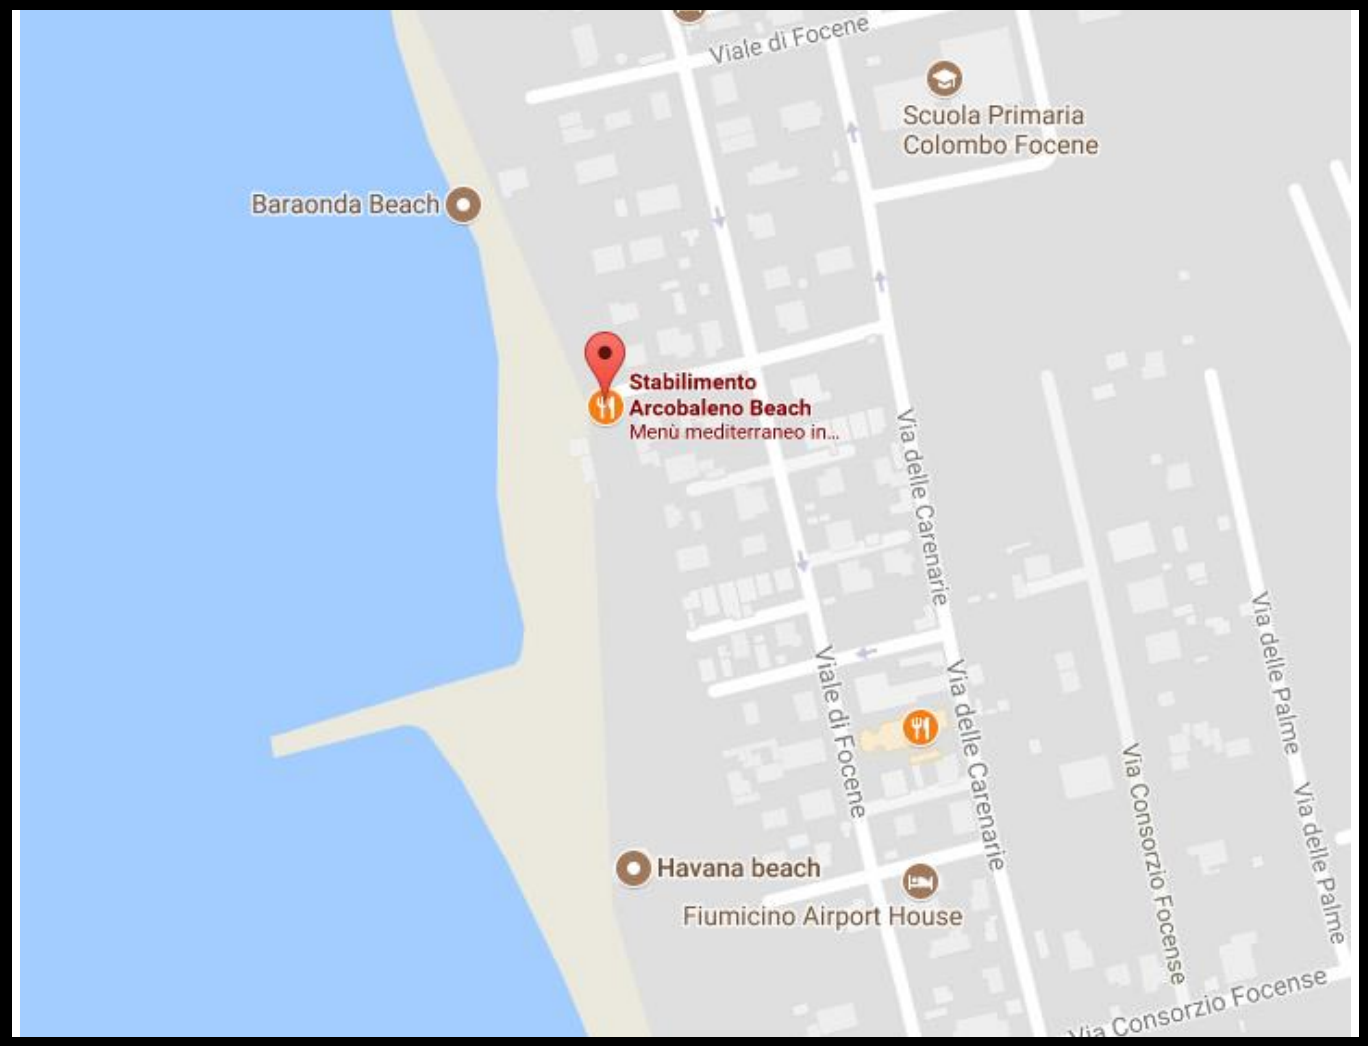 Viale di Focene
Scuola Primaria
Colombo Focene
Baraonda Beach
Stabilimento
Arcobaleno Beach
Menù mediterraneo in...
Via delle Carenarie
Via delle Palme
Viale di Focene
Via delle Carenarie
Via Consorzio Focense
Via delle Palme
Havana beach
Fiumicino Airport House
Via Consorzio Focense